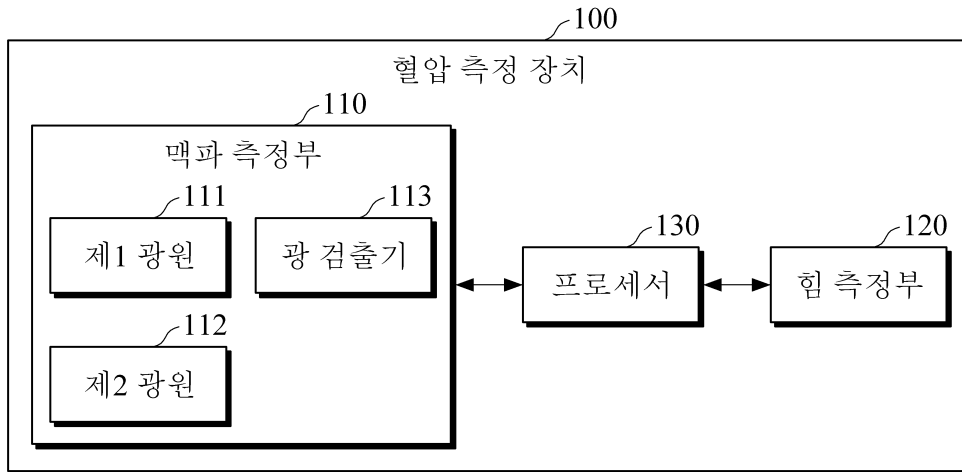 100
혈압 측정 장치
110
맥파 측정부
111
113
제1 광원
광 검출기
130
120
프로세서
힘 측정부
112
제2 광원